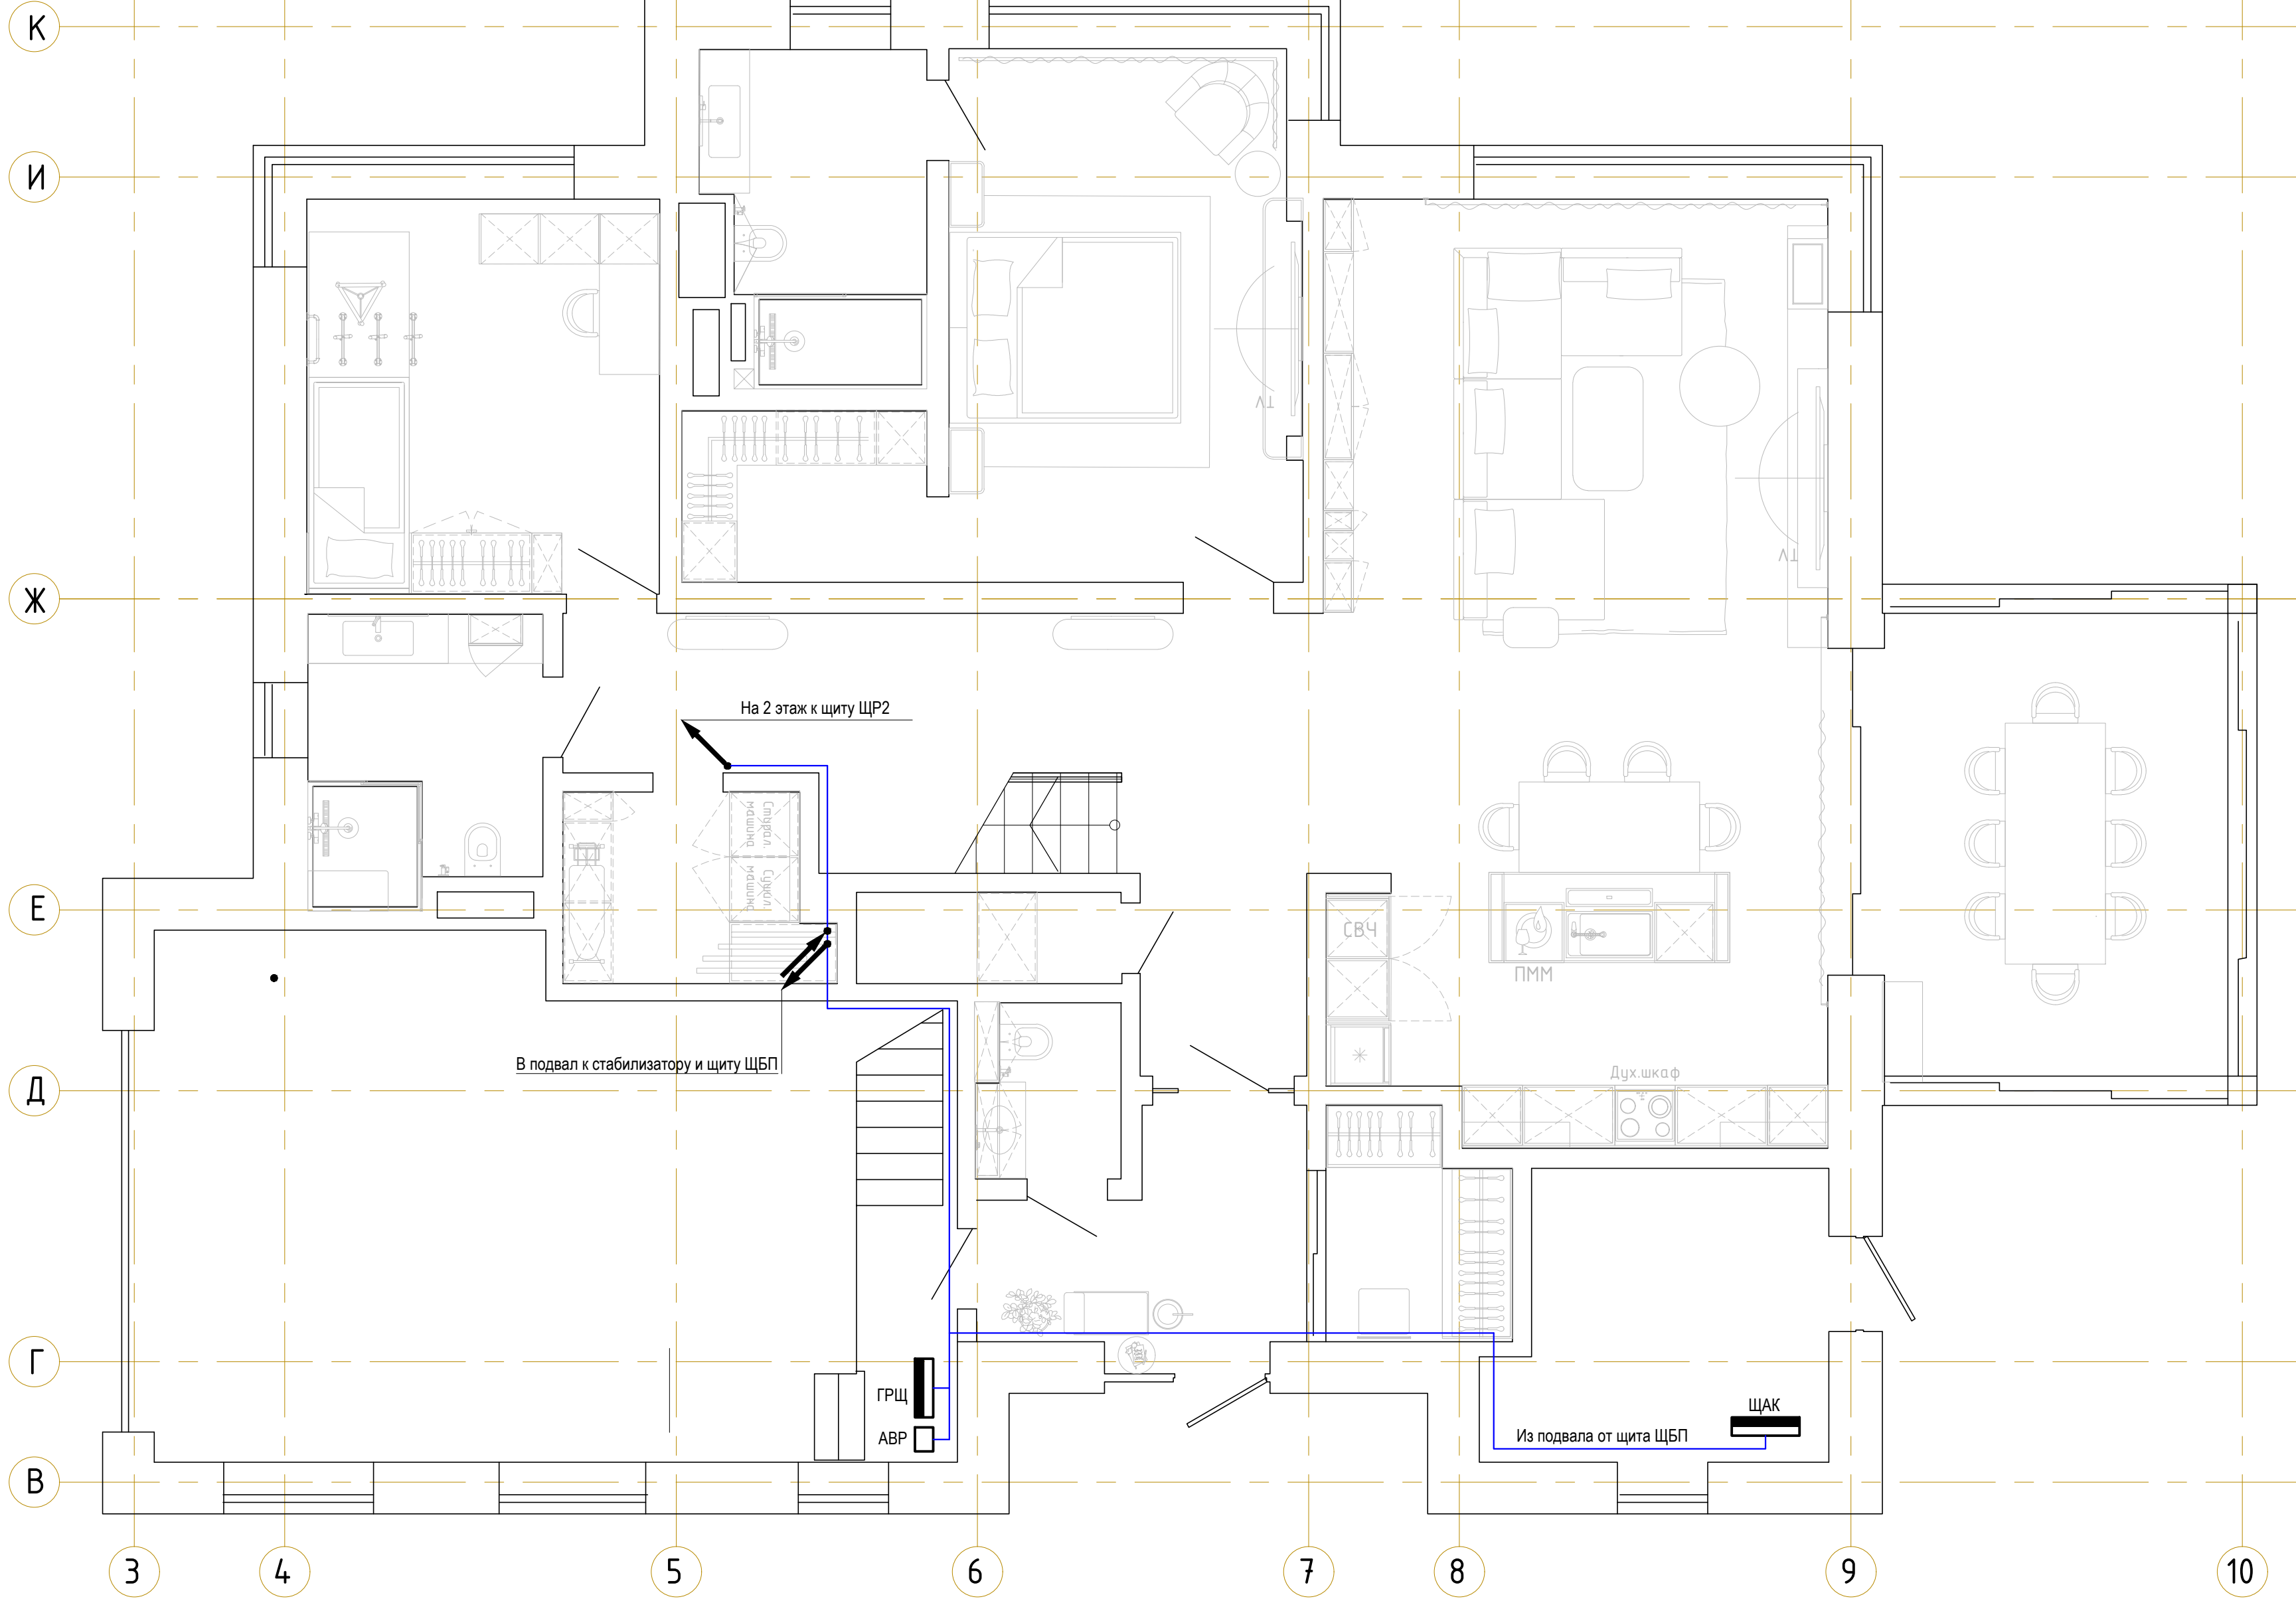 К
И
TV
TV
Ж
На 2 этаж к щиту ЩР2
Стирал.
машина
Сушил.
машина
Е
СВЧ
ПММ
В подвал к стабилизатору и щиту ЩБП
Дух.шкаф
Д
Г
ГРЩ
ЩАК
АВР
Из подвала от щита ЩБП
В
3
4
5
6
7
8
9
10